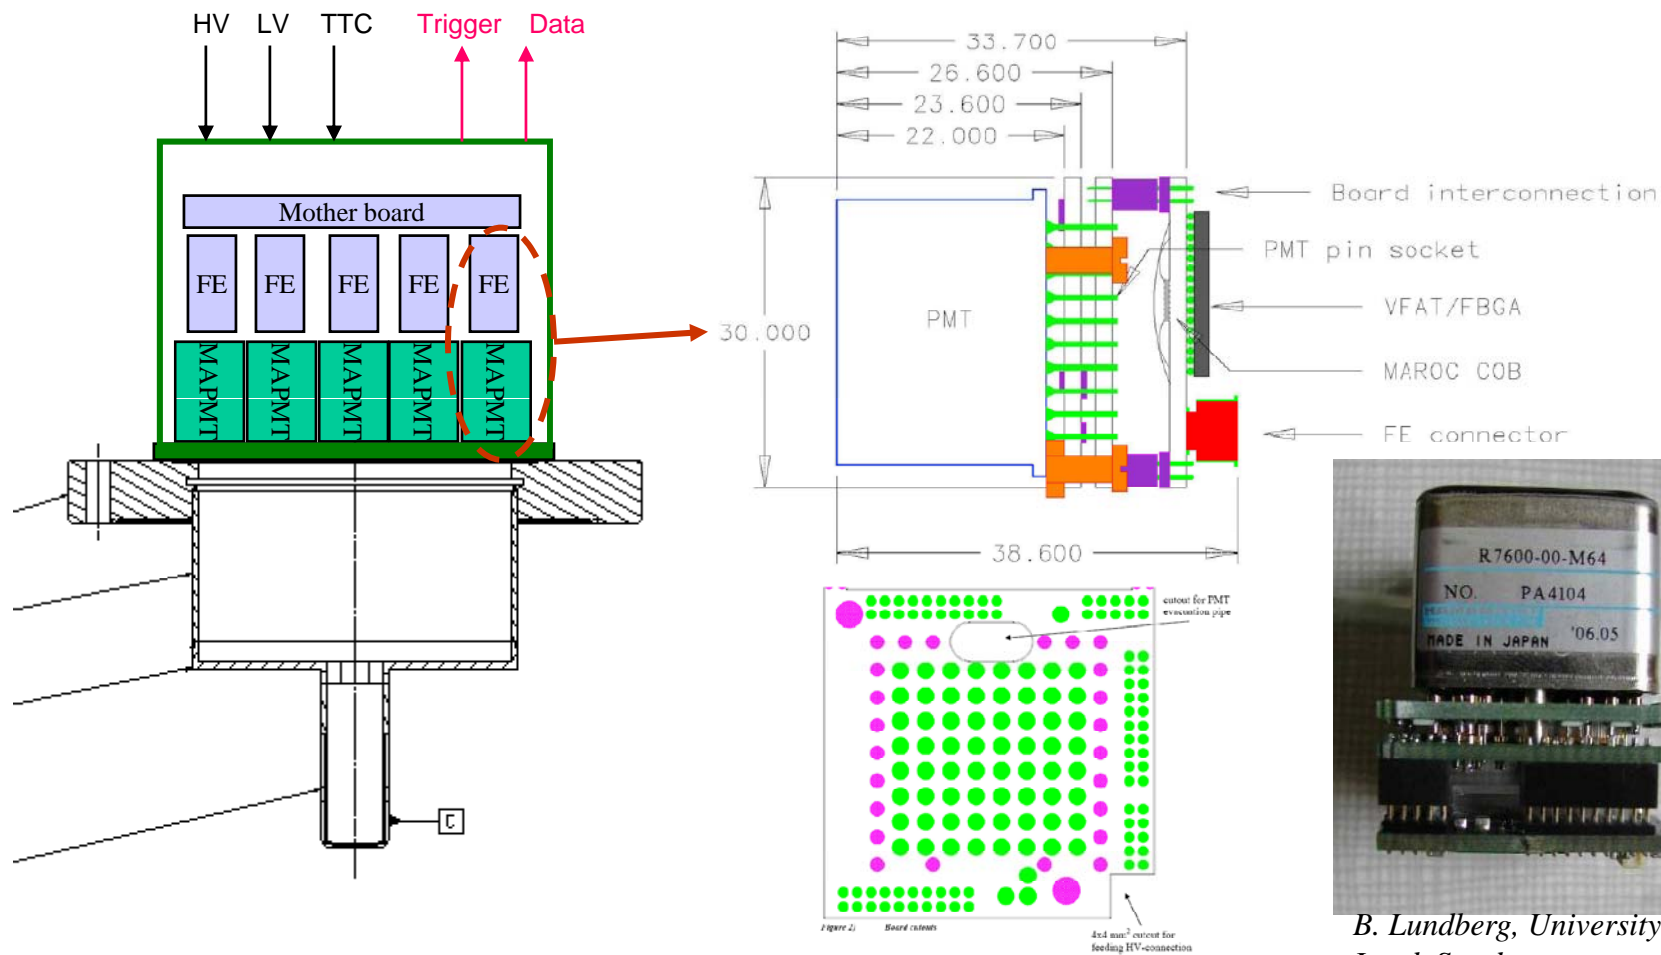 HV LV TTC Trigger Data
Mother board
FE FE FE FE FE
MAPMT MAPMT MAPMT MAPMT MAPMT
C
33.700
26.600
23.600
22.000
30.000
PMT
38.600
Board interconnection
PMT pin socket
VFAT/FBGA
MAROC COB
FE connector
cutout for PMT
evacuation pipe
Figure 2) Board cutouts
4x4 mm² cutout for
feeding HV-connection
R7600-00-M64
NO. PA4104
MADE IN JAPAN '06.05
B. Lundberg, University